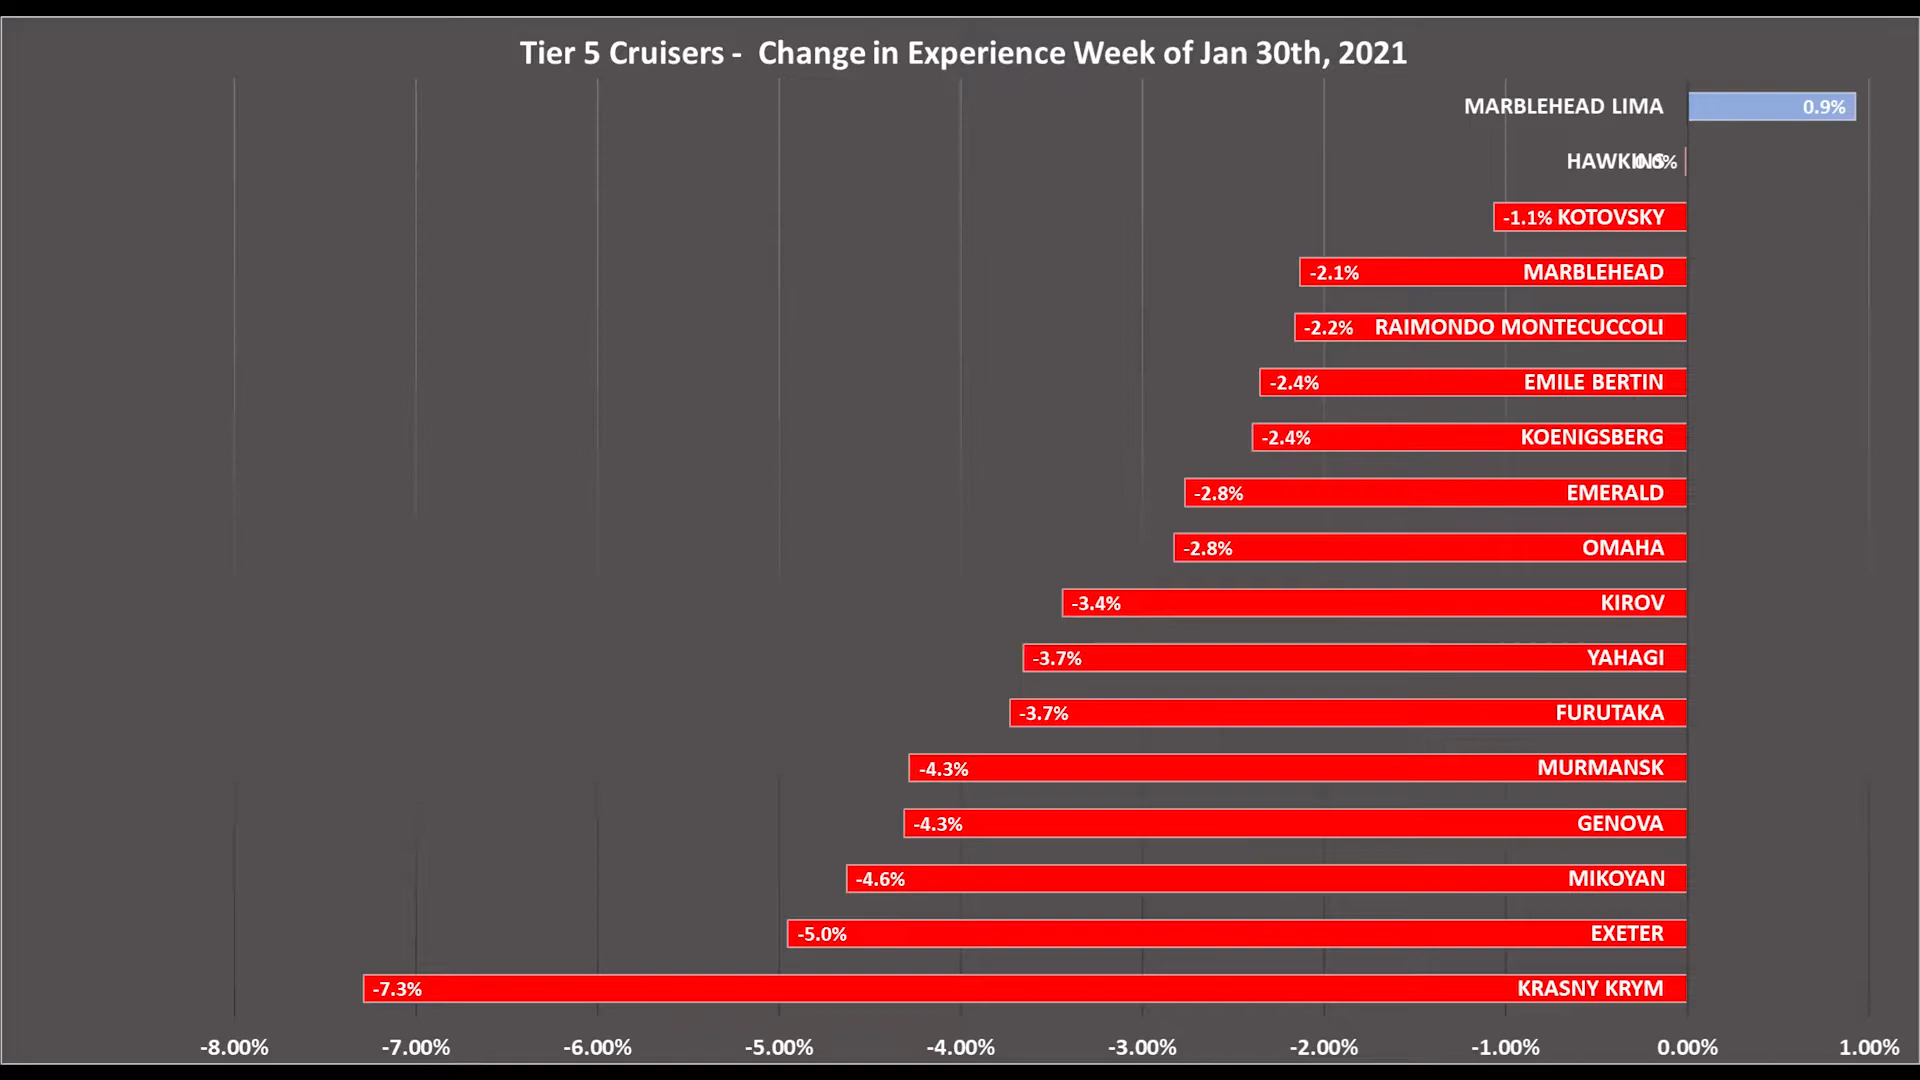 Tier 5 Cruisers -  Change in Experience Week of Jan 30th, 2021
MARBLEHEAD LIMA 0.9%
HAWKINS 0.0%
-1.1% KOTOVSKY
-2.1% MARBLEHEAD
-2.2% RAIMONDO MONTECUCCOLI
-2.4% EMILE BERTIN
-2.4% KOENIGSBERG
-2.8% EMERALD
-2.8% OMAHA
-3.4% KIROV
-3.7% YAHAGI
-3.7% FURUTAKA
-4.3% MURMANSK
-4.3% GENOVA
-4.6% MIKOYAN
-5.0% EXETER
-7.3% KRASNY KRYM
-8.00% -7.00% -6.00% -5.00% -4.00% -3.00% -2.00% -1.00% 0.00% 1.00%